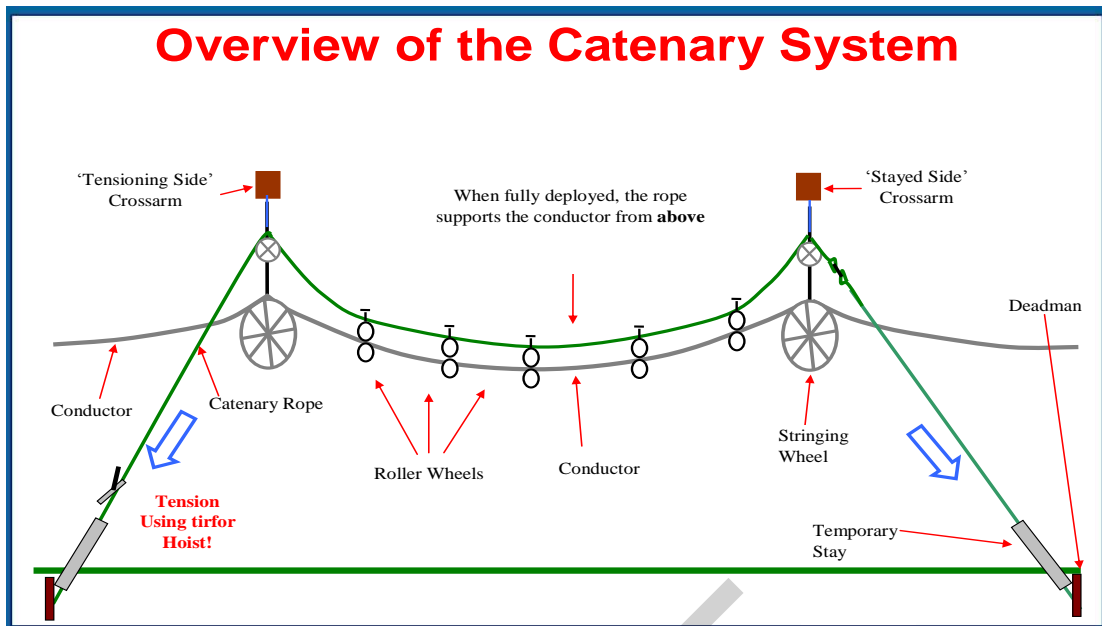 Overview of the Catenary System
‘Tensioning Side’
Crossarm
When fully deployed, the rope
supports the conductor from above
‘Stayed Side’
Crossarm
Deadman
Conductor
Catenary Rope
Roller Wheels
Conductor
Stringing
Wheel
Tension
Using tirfor
Hoist!
Temporary
Stay